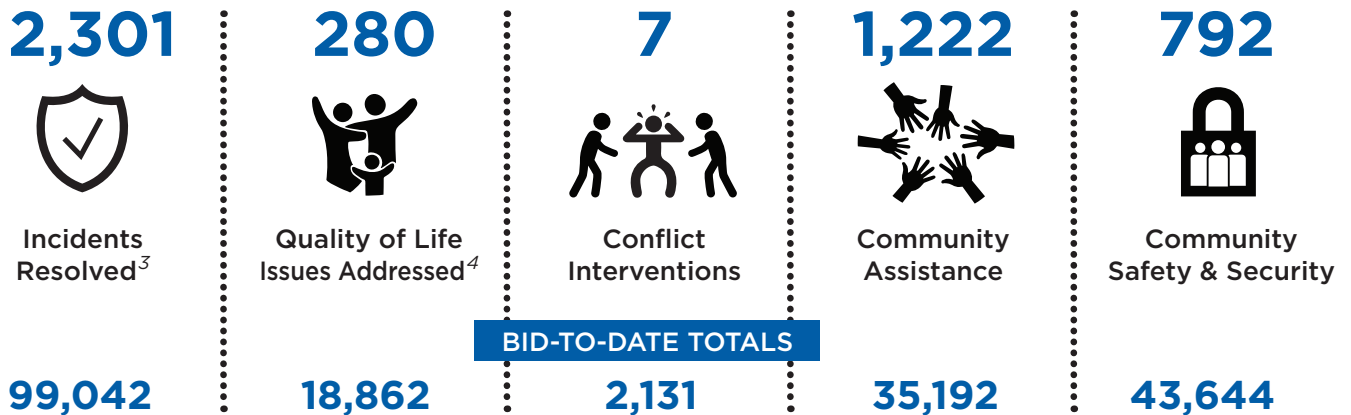 2,301
280
7
1,222
792
Incidents
Resolved3
Quality of Life
Issues Addressed4
Conflict
Interventions
Community
Assistance
Community
Safety & Security
BID-TO-DATE TOTALS
99,042
18,862
2,131
35,192
43,644